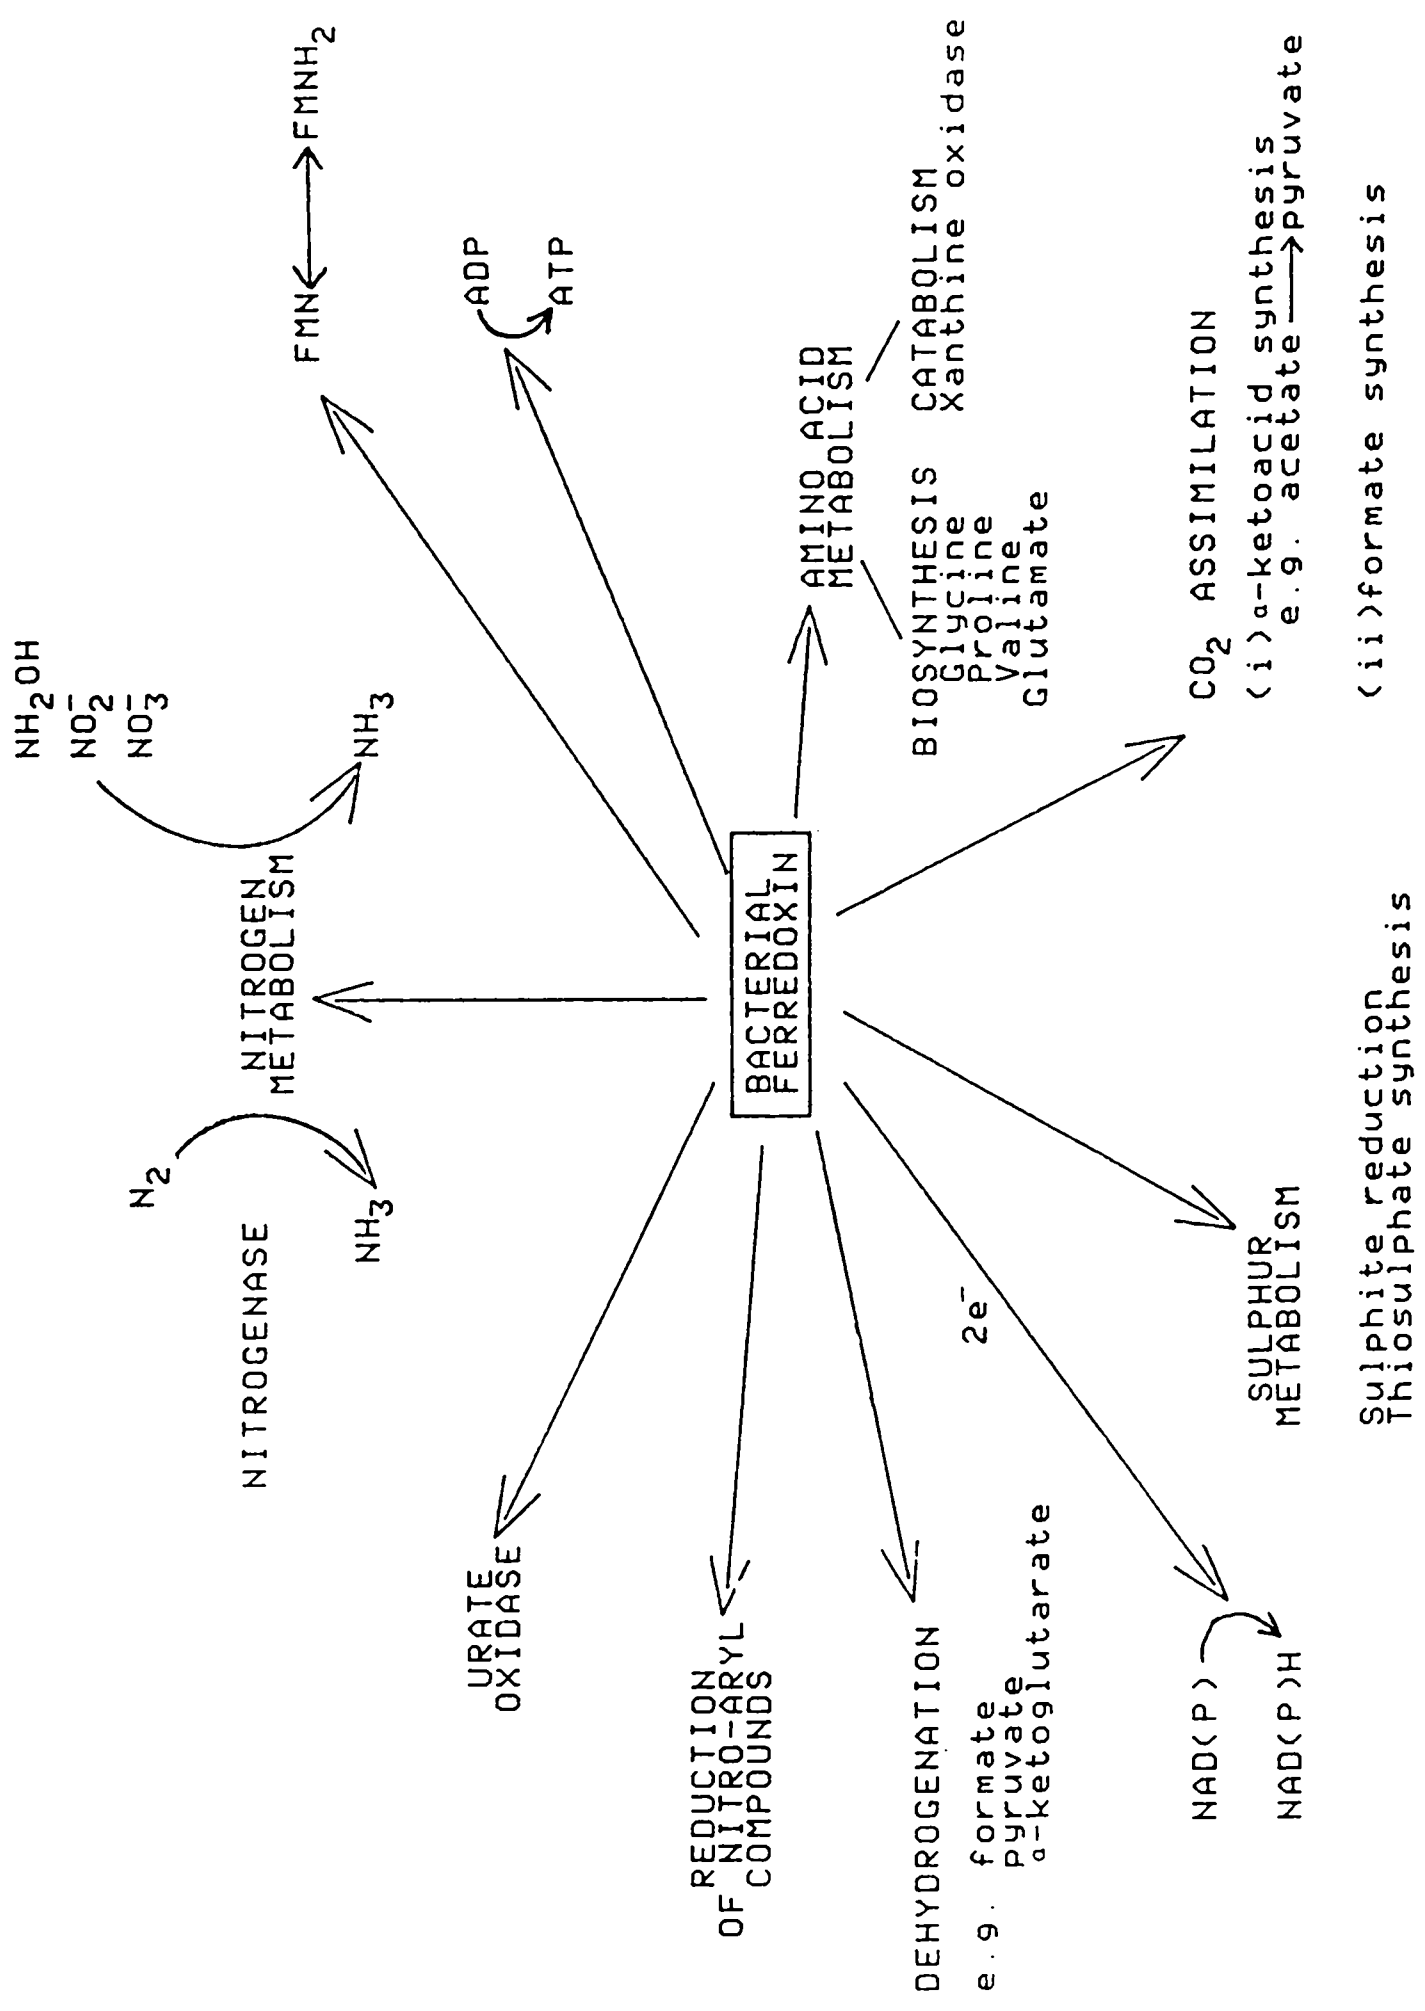 NH2OH
NO2-
NO3-
N2
NITROGENASE
NITROGEN
METABOLISM
NH3
NH3
FMN
FMNH2
URATE
OXIDASE
ADP
ATP
REDUCTION
OF NITRO-ARYL
COMPOUNDS
BACTERIAL
FERREDOXIN
AMINO ACID
METABOLISM
BIOSYNTHESIS
Glycine
Proline
Valine
Glutamate
CATABOLISM
Xanthine oxidase
DEHYDROGENATION
e.g. formate
pyruvate
α-ketoglutarate
2e-
NAD(P)
NAD(P)H
SULPHUR
METABOLISM
Sulphite reduction
Thiosulphate synthesis
CO2 ASSIMILATION
(i)α-ketoacid synthesis
e.g. acetate → pyruvate
(ii)formate synthesis